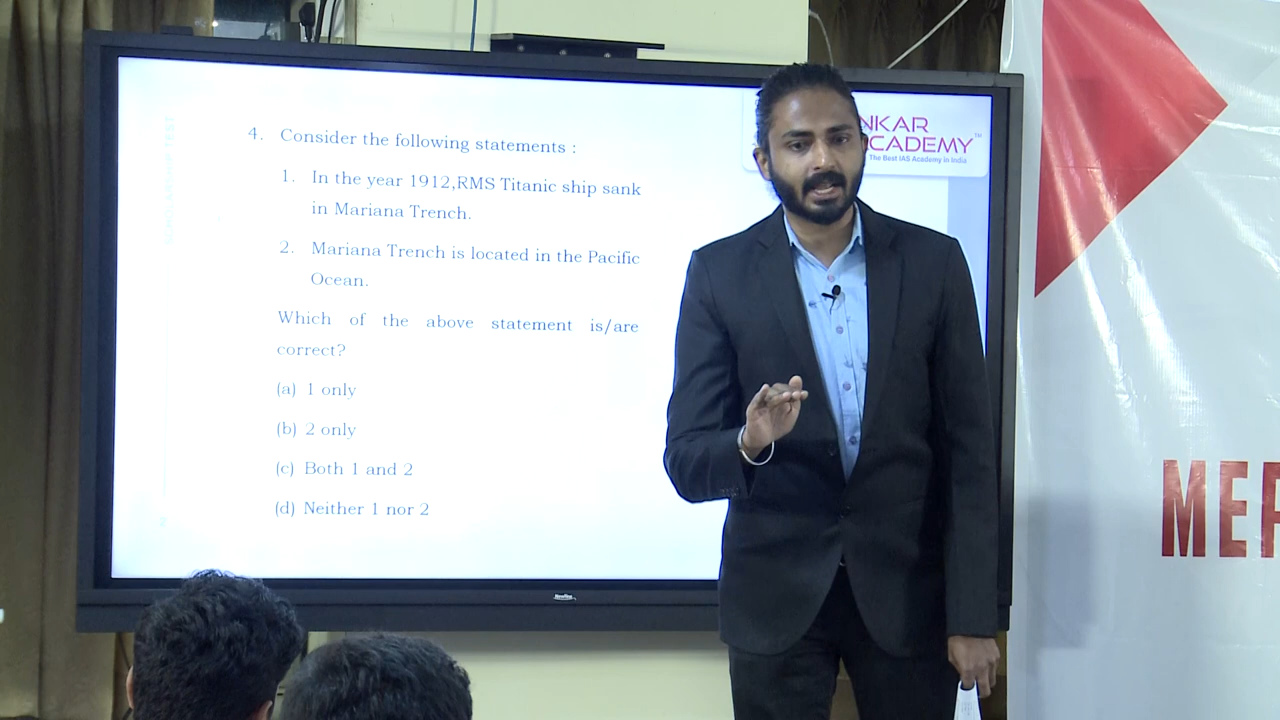 4. Consider the following statements :
1. In the year 1912,RMS Titanic ship sank
in Mariana Trench.
2. Mariana Trench is located in the Pacific
Ocean.
Which of the above statement is/are
correct?
(a) 1 only
(b) 2 only
(c) Both 1 and 2
(d) Neither 1 nor 2
NKAR
CADEMY™
The Best IAS Academy in India